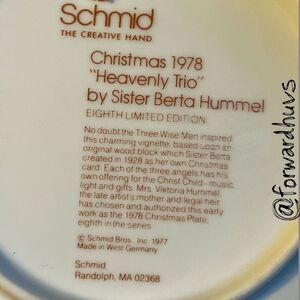 Schmid
THE CREATIVE HAND
Christmas 1978
"Heavenly Trio"
by Sister Berta Hummel
EIGHTH LIMITED EDITION
No doubt the Three Wise Men inspired
this charming vignette, based upon an
original wood block which Sister Berta
created in 1928 as her own Christmas
card. Each of the three angels has his
own offering for the Christ Child - music,
light and gifts. Mrs. Viktoria Hummel,
the late artist's mother and legal heir,
has chosen and authorized this early
work as the 1978 Christmas Plate,
eighth in the series.
© Schmid Bros., Inc. 1977
Made in West Germany
Schmid
Randolph, MA 02368
@forwardhuvs